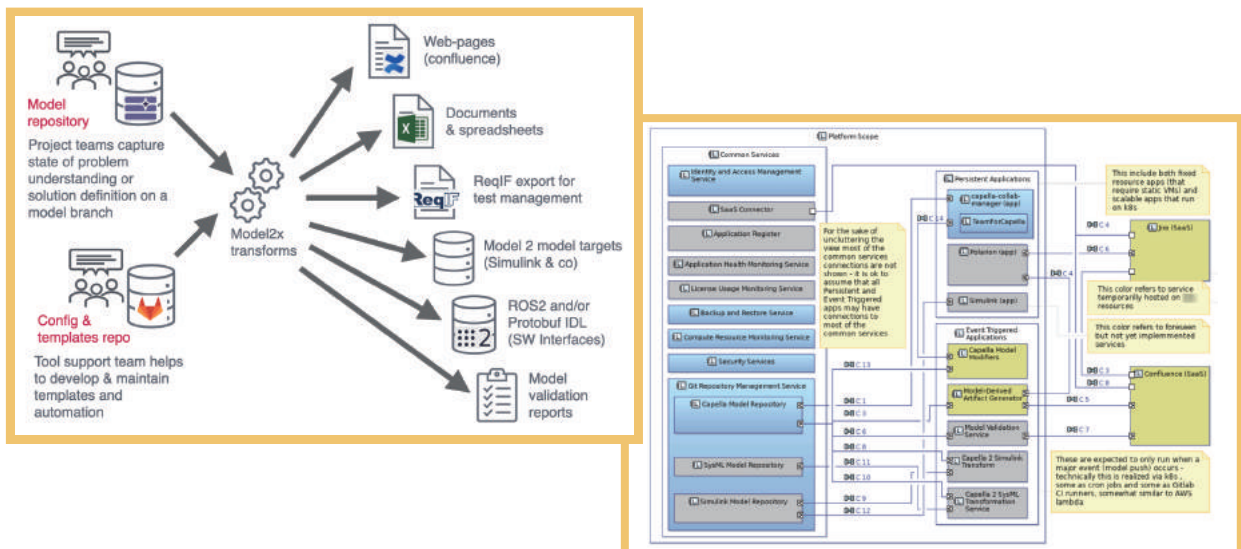 Web-pages
(confluence)
Model
repository
Documents
& spreadsheets
X
Project teams capture
state of problem
understanding or
solution definition on a
model branch
ReqIF
ReqIF export for
test management
Model2x
transforms
Model 2 model targets
(Simulink & co)
Config &
templates repo
2
ROS2 and/or
Protobuf IDL
(SW Interfaces)
Tool support team helps
to develop & maintain
templates and
automation
Model
validation
reports
Platform Scope
Common Services
Identity and Access Management
Service
SaaS Connector
Application Register
Application Health Monitoring Service
License Usage Monitoring Service
Backup and Restore Service
Compute Resource Monitoring Service
Security Services
Git Repository Management Service
Capella Model Repository
SysML Model Repository
Simulink Model Repository
For the sake of
uncluttering the
view most of the
common services
connections are not
shown - it is ok to
assume that all
Persistent and
Event Triggered
apps may have
connections to
most of the
common services
Persistent Applications
capella-collab-
manager (app)
TeamForCapella
Polarion (app)
Simulink (app)
Event Triggered
Applications
Capella Model
Modifiers
Model-Derived
Artifact Generator
Model Validation
Service
Capella 2 Simulink
Transform
Capella 2 SysML
Transformation
Service
C 14
C 4
C 6
C 4
C 13
C 1
C 3
C 6
C 8
C 11
C 10
C 9
C 12
C 3
C 8
C 5
C 7
This include both fixed
resource apps (that
require static VMs) and
scalable apps that run
on k8s
Jira (SaaS)
This color refers to service
temporarily hosted on
resources
This color refers to foreseen
but not yet implemmented
services
Confluence (SaaS)
These are expected to only run when a
major event (model push) occurs -
technically this is realized via k8s ,
some as cron jobs and some as Gitlab
CI runners, somewhat similar to AWS
lambda